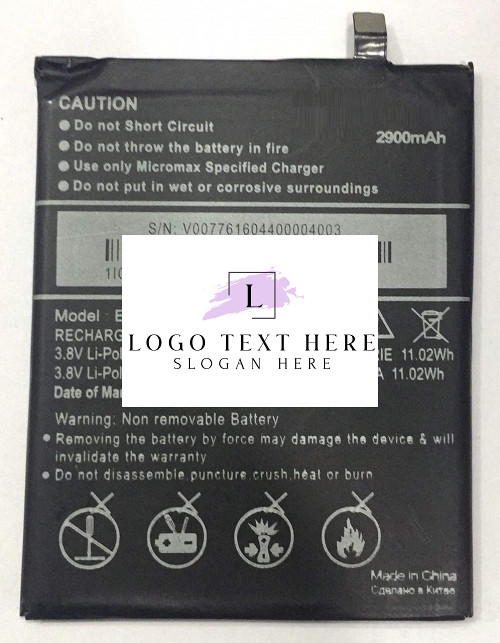 CAUTION
● Do not Short Circuit
● Do not throw the battery in fire
● Use only Micromax Specified Charger
● Do not put in wet or corrosive surroundings
2900mAh
S/N: V007761604400004003
L
LOGO TEXT HERE
SLOGAN HERE
Model : E
RECHARG
3.8V Li-Pol RIE 11.02Wh
3.8V Li-Pol A 11.02Wh
Date of Man
Warning: Non removable Battery
● Removing the battery by force may damage the device & will
invalidate the warranty
● Do not disassemble,puncture,crush,heat or burn
Made in China
Сделано в Китае